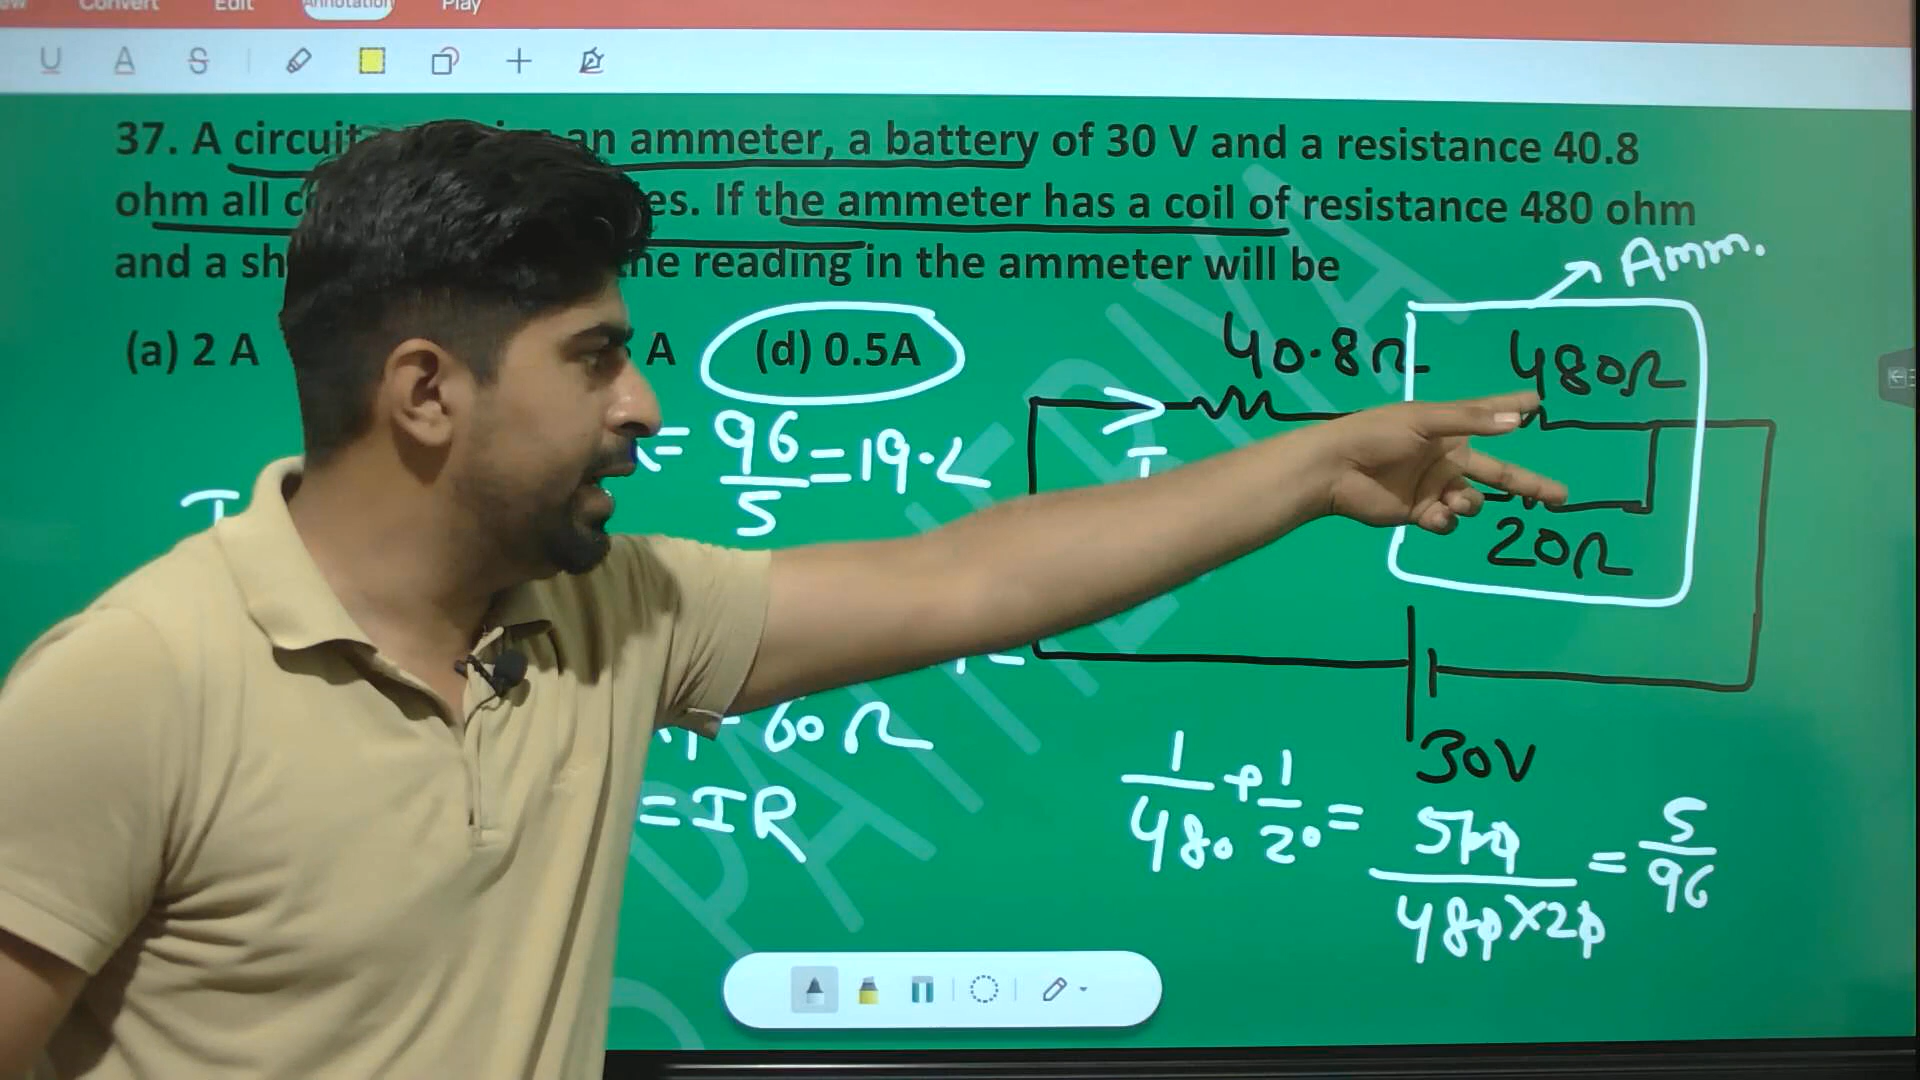 Convert Edit Annotation Play
U A S
37. A circuit an ammeter, a battery of 30 V and a resistance 40.8
ohm all es. If the ammeter has a coil of resistance 480 ohm
and a sh he reading in the ammeter will be
Amm.
(a) 2 A A (d) 0.5A
40.8Ω 480Ω
= 96/5 = 19.2
I
I
20Ω
60Ω
30V
= IR
1/480 + 1/20 = 500/480×20 = 5/96